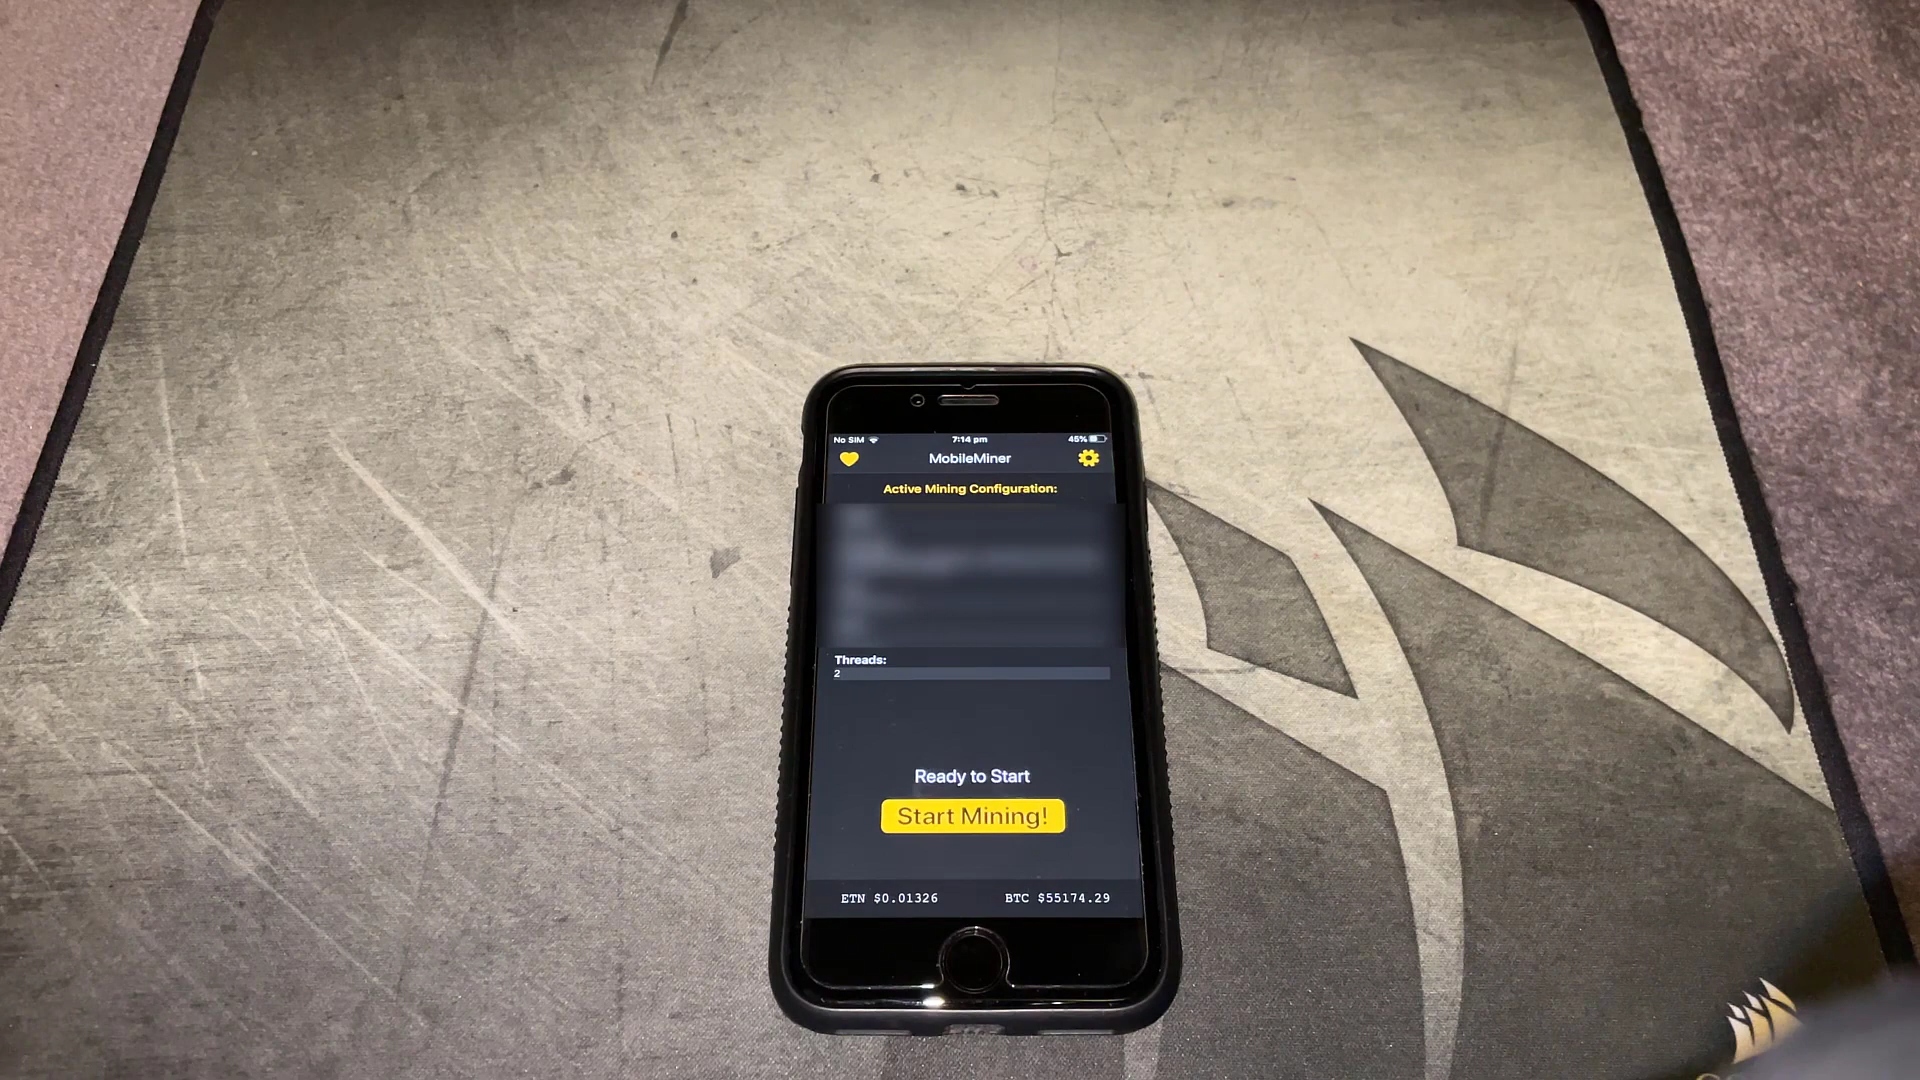 No SIM 7:14 pm 45%
MobileMiner
Active Mining Configuration:
Threads:
2
Ready to Start
Start Mining!
ETN $0.01326 BTC $55174.29